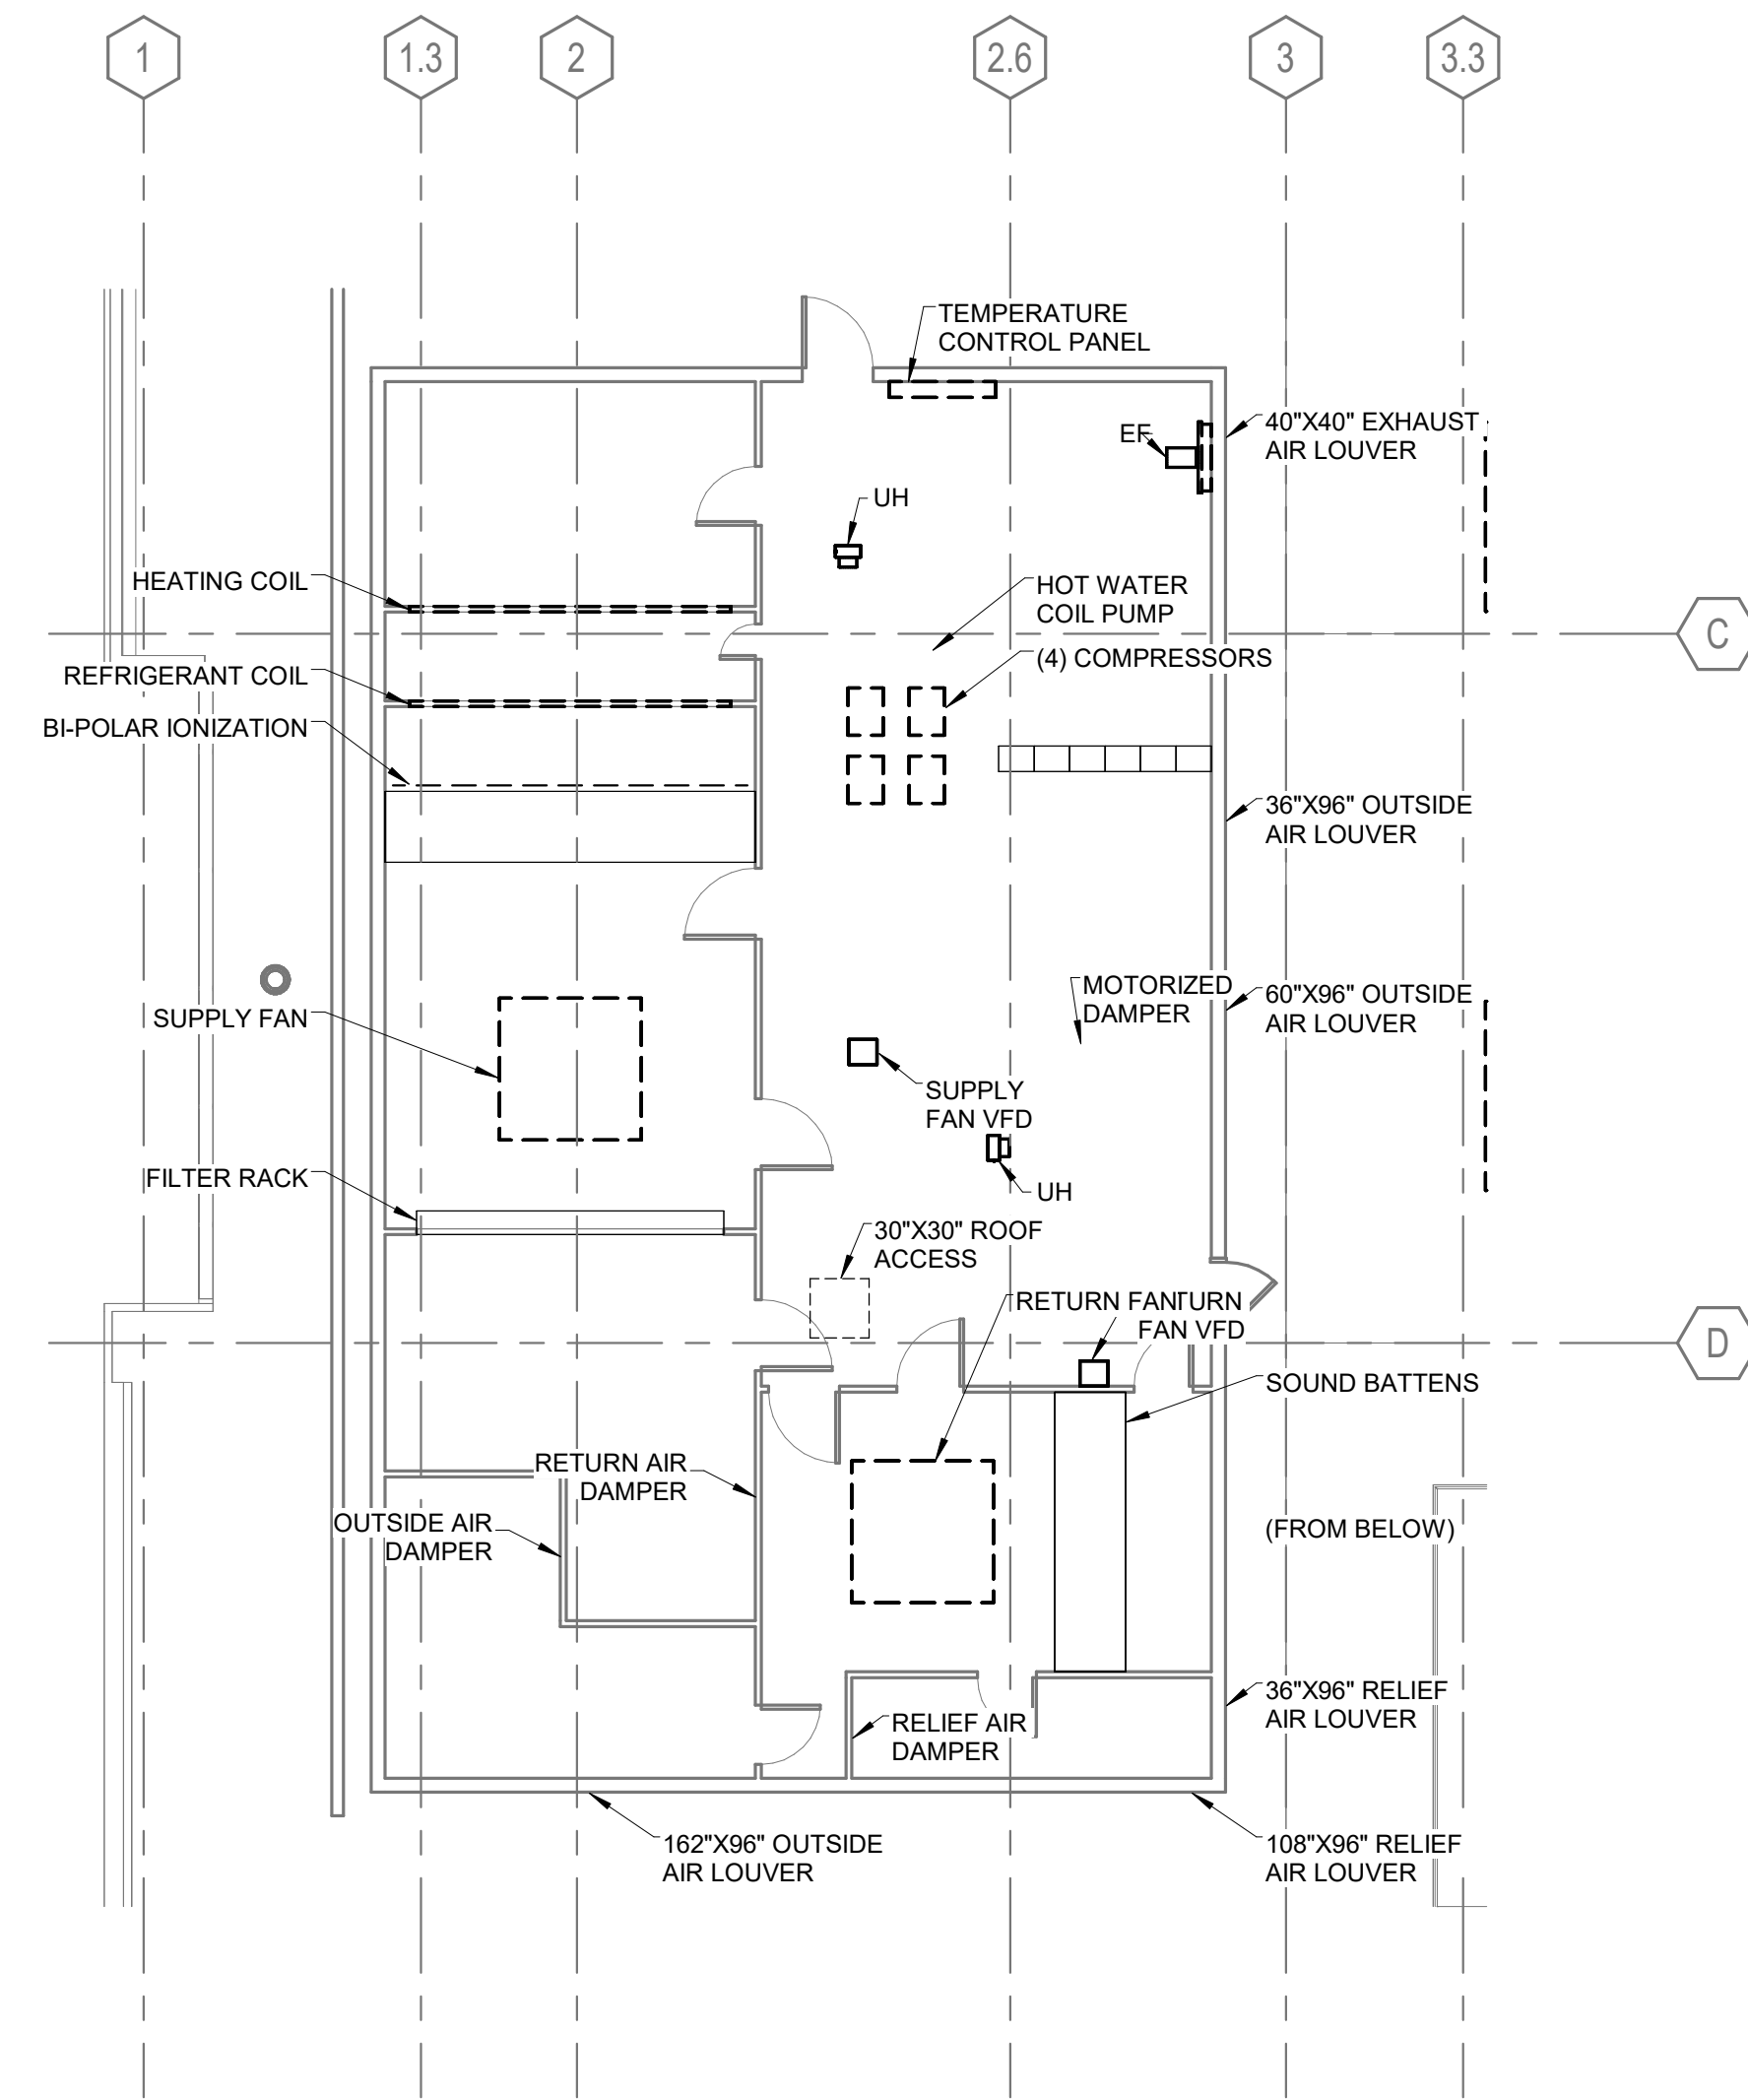 1
1.3
2
2.6
3
3.3
TEMPERATURE
CONTROL PANEL
40"X40" EXHAUST
AIR LOUVER
EF
UH
HEATING COIL
HOT WATER
COIL PUMP
C
(4) COMPRESSORS
REFRIGERANT COIL
BI-POLAR IONIZATION
36"X96" OUTSIDE
AIR LOUVER
MOTORIZED
DAMPER
60"X96" OUTSIDE
AIR LOUVER
SUPPLY FAN
SUPPLY
FAN VFD
FILTER RACK
UH
30"X30" ROOF
ACCESS
RETURN FAN
TURN
FAN VFD
D
SOUND BATTENS
RETURN AIR
DAMPER
OUTSIDE AIR
DAMPER
(FROM BELOW)
36"X96" RELIEF
AIR LOUVER
RELIEF AIR
DAMPER
162"X96" OUTSIDE
AIR LOUVER
108"X96" RELIEF
AIR LOUVER